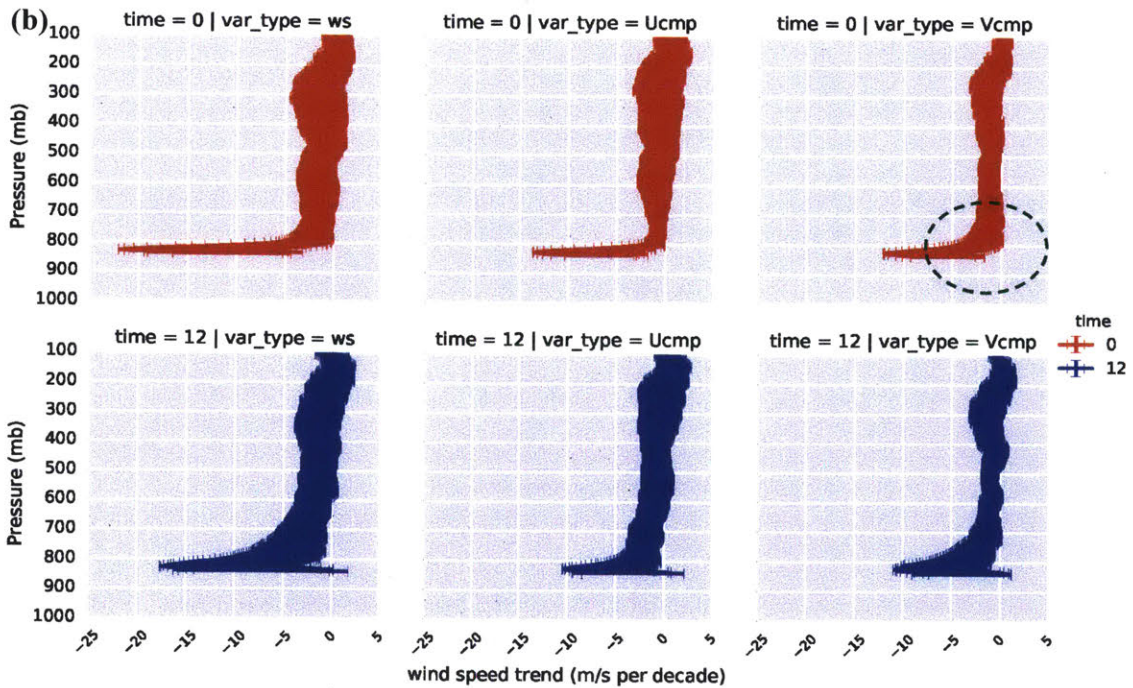 (b)
time = 0 | var_type = ws
time = 0 | var_type = Ucmp
time = 0 | var_type = Vcmp
100
200
300
400
500
600
700
800
900
1000
Pressure (mb)
time = 12 | var_type = ws
time = 12 | var_type = Ucmp
time = 12 | var_type = Vcmp
100
200
300
400
500
600
700
800
900
1000
Pressure (mb)
time
0
12
-25 -20 -15 -10 -5 0 5
-25 -20 -15 -10 -5 0 5
-25 -20 -15 -10 -5 0 5
wind speed trend (m/s per decade)